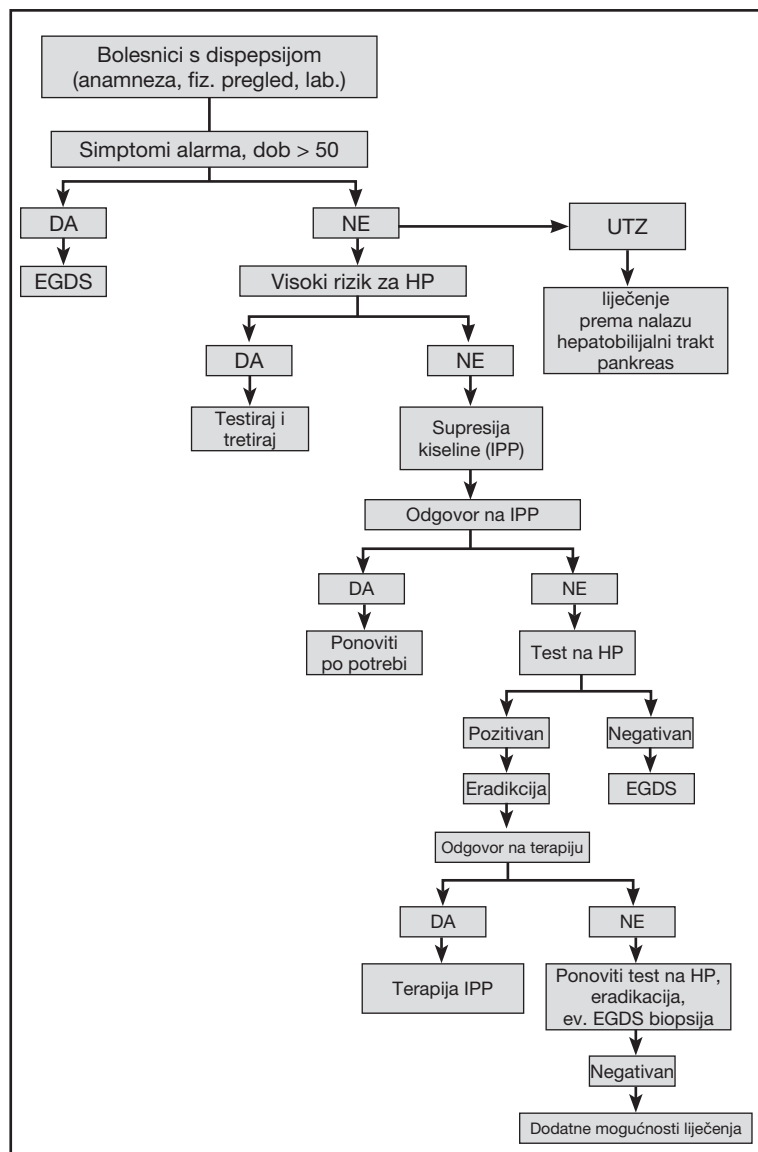 Bolesnici s dispepsijom
(anamneza, fiz. pregled, lab.)
Simptomi alarma, dob > 50
DA
NE
UTZ
EGDS
Visoki rizik za HP
liječenje
prema nalazu
hepatobilijalni trakt
pankreas
DA
NE
Testiraj i
tretiraj
Supresija
kiseline (IPP)
Odgovor na IPP
DA
NE
Ponoviti
po potrebi
Test na HP
Pozitivan
Negativan
Eradikcija
EGDS
Odgovor na terapiju
DA
NE
Terapija IPP
Ponoviti test na HP,
eradikacija,
ev. EGDS biopsija
Negativan
Dodatne mogućnosti liječenja